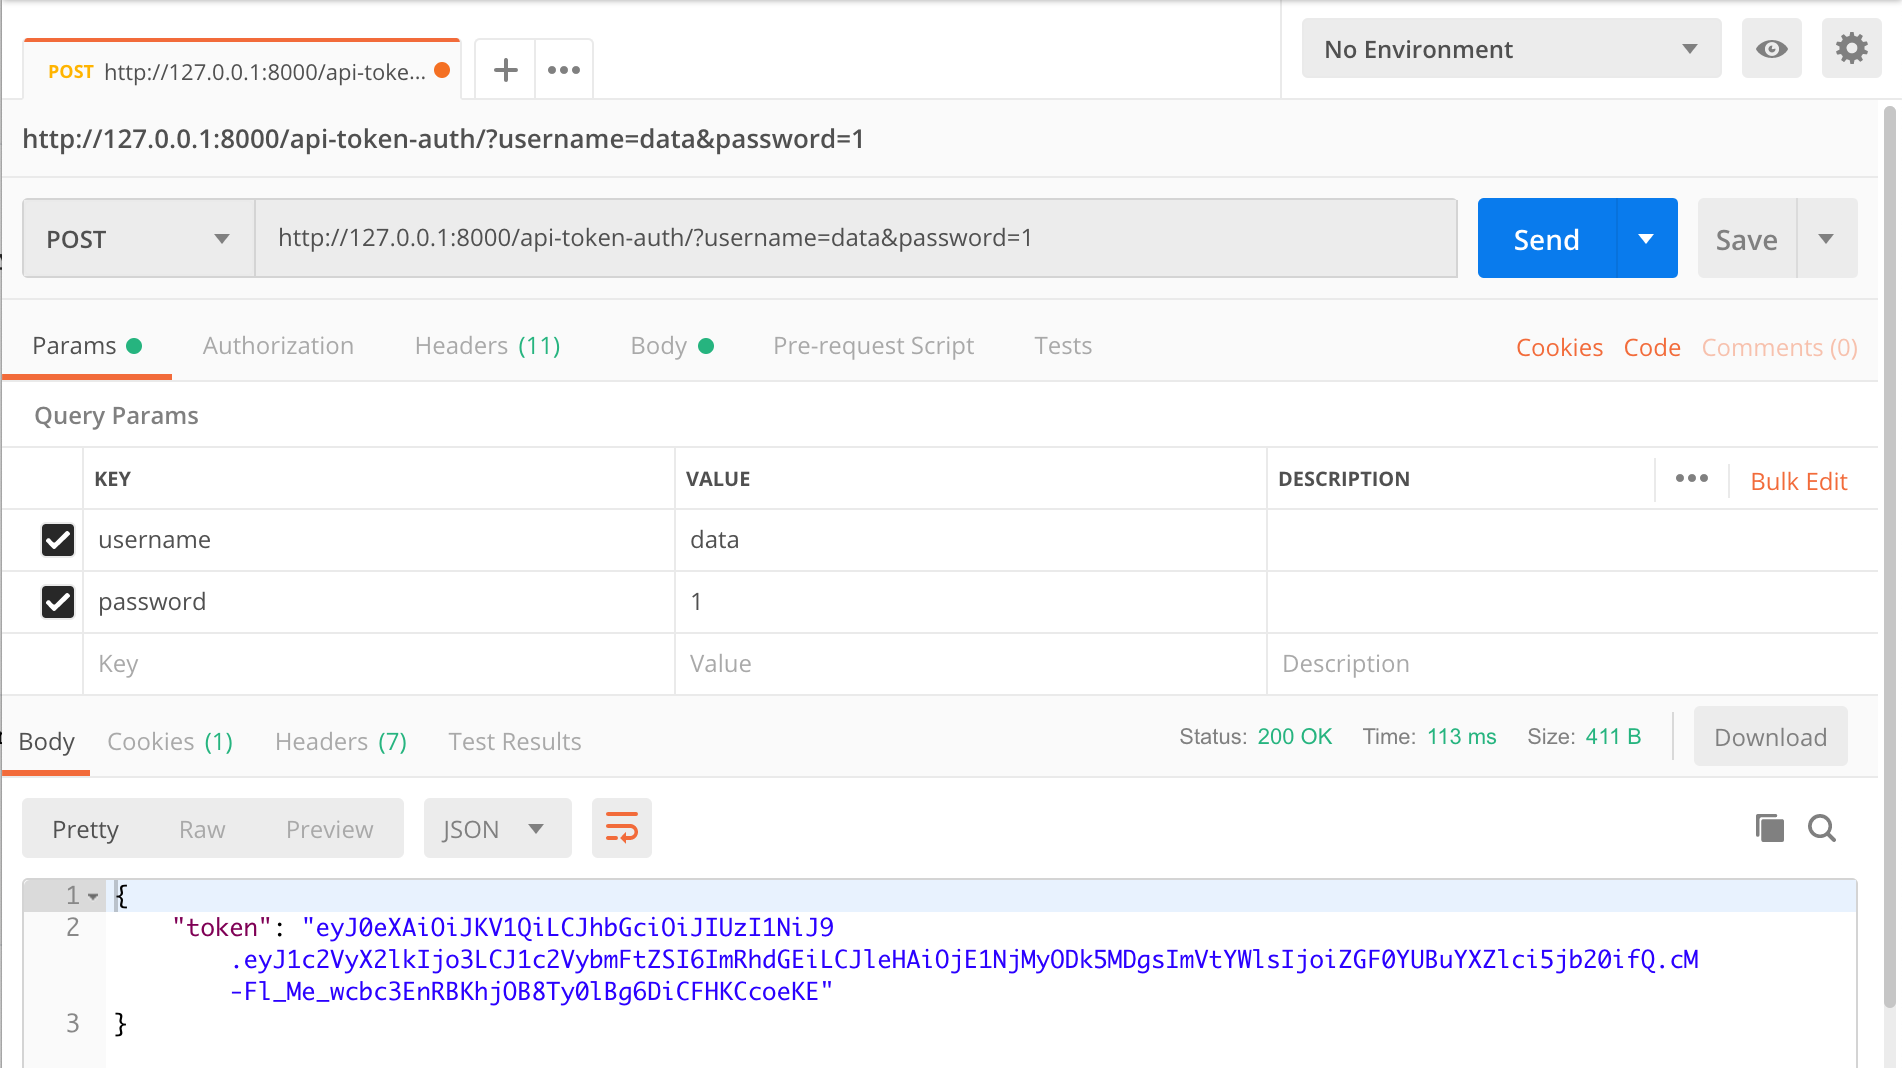 POST http://127.0.0.1:8000/api-toke...
No Environment
http://127.0.0.1:8000/api-token-auth/?username=data&password=1
POST http://127.0.0.1:8000/api-token-auth/?username=data&password=1 Send Save
Params Authorization Headers (11) Body Pre-request Script Tests Cookies Code Comments (0)
Query Params
KEY VALUE DESCRIPTION Bulk Edit
username data
password 1
Key Value Description
Body Cookies (1) Headers (7) Test Results Status: 200 OK Time: 113 ms Size: 411 B Download
Pretty Raw Preview JSON
1 {
2 "token": "eyJ0eXAiOiJKV1QiLCJhbGciOiJIUzI1NiJ9
.eyJ1c2VyX2lkIjo3LCJ1c2VybmFtZSI6ImRhdGEiLCJleHAiOjE1NjMyODk5MDgsImVtYWlsIjoiZGF0YUBuYXZlci5jb20ifQ.cM
-Fl_Me_wcbc3EnRBKhjOB8Ty0lBg6DiCFHKCcoeKE"
3 }